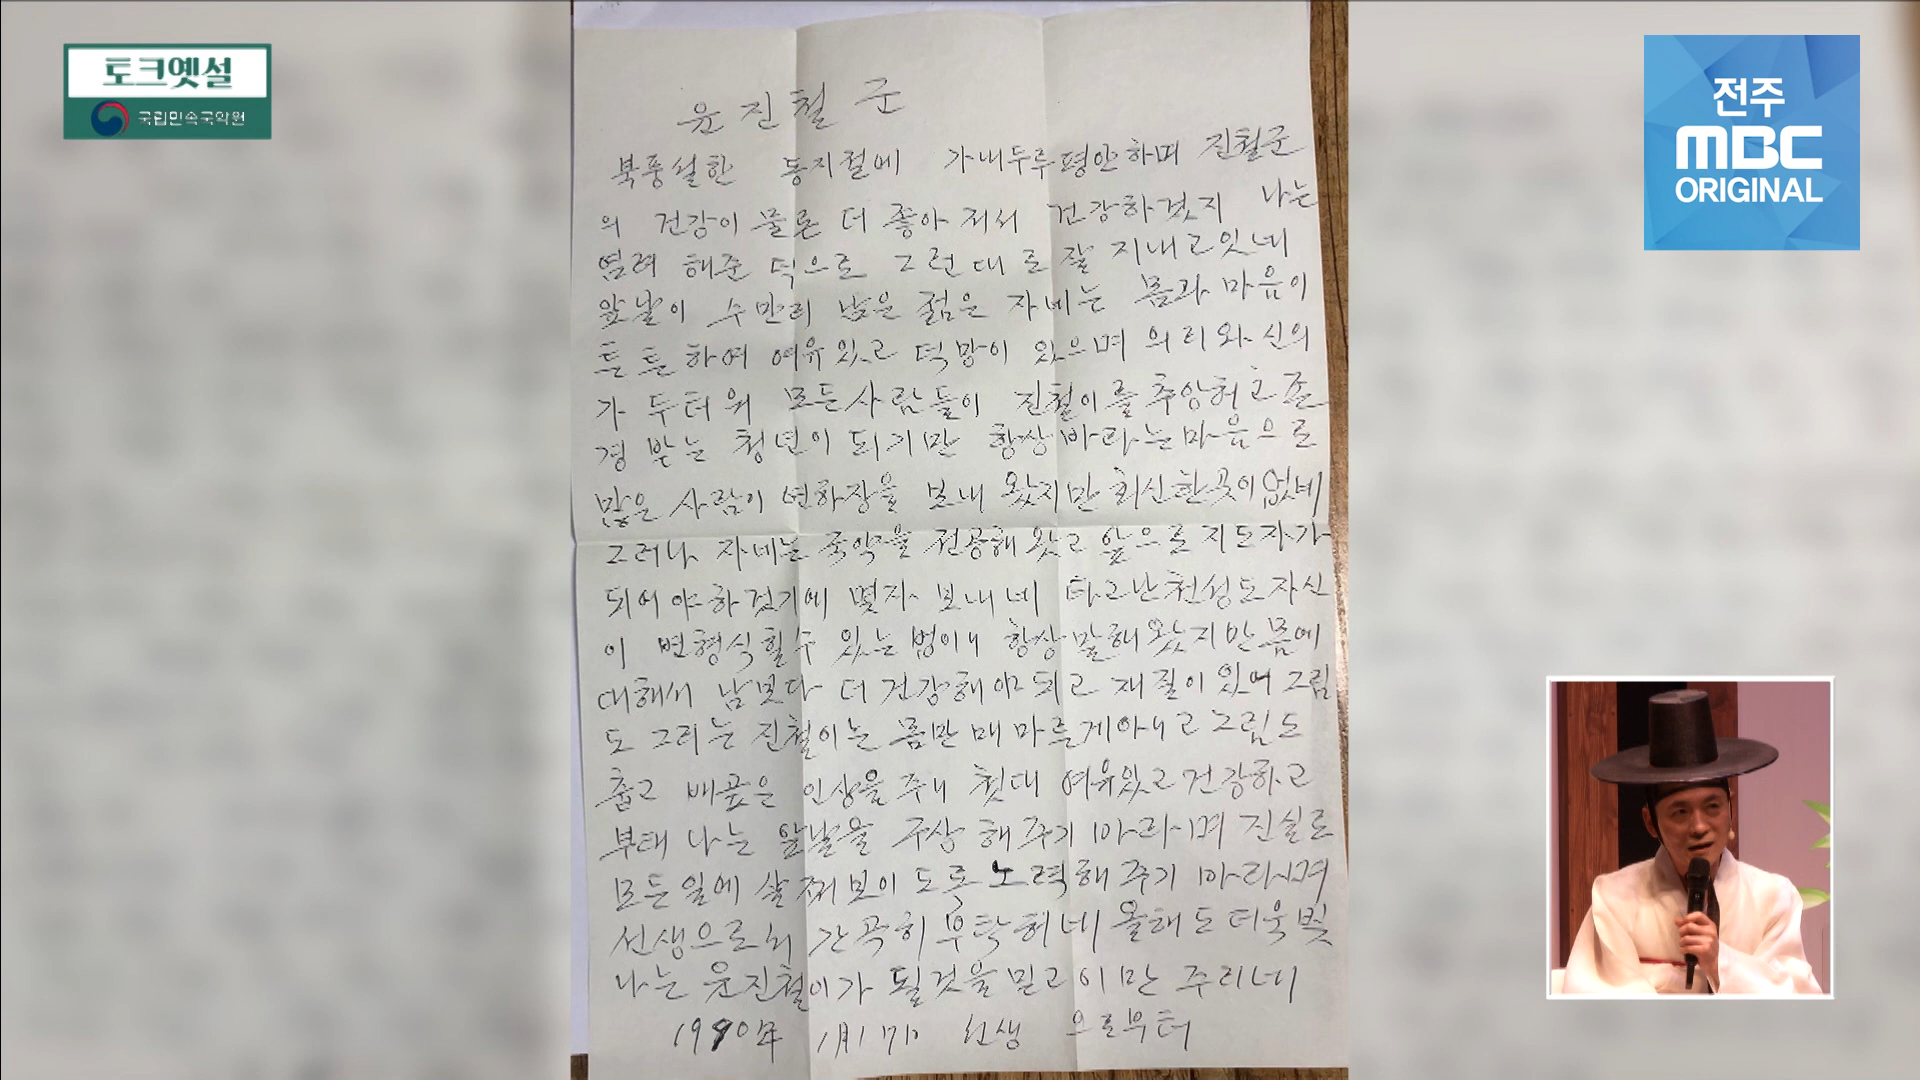 토크옛설
국립민속국악원
전주
MBC
ORIGINAL
윤진철 군
북풍설한 동지절에 가내두루평안하며 진철군
의 건강이 물론 더 좋아저서 건강하겠지 나는
염려 해준 덕으로 그런대로 잘 지내고있네
앞날이 수만리 남은 젊은 자네는 몸과 마음이
튼튼하여 여유있고 덕망이 있으며 의리와 신의
가 두터워 모든사람들이 진철이를 추앙허고 존
경 받는 청년이 되기만 항상바라는마음으로
많은 사람이 연하장을 보내 왔지만 회신한곳이없네
그러나 자네는 국악을 전공해 왔고 앞으로 지도자가
되어야하겠기에 몇자 보내네 타고난천성도자신
이 변형식힐수 있는 법이니 항상말해왔지만 몸에
대해서 남보다 더 건강해야되고 재질이있어 그림
도 그리는 진철이는 몸만 매마른게아니고 그림도
춥고 배곺은 인상을주니 첫대 여유있고 건강하고
부태 나는 앞날을 구상 해주기 바라며 진실로
모든일에 살쩌보이도록 노력해 주기 바라며
선생으로서 간곡히 부탁허네 올해도 더욱빛
나는 윤진철이가 될것을 믿고 이만 주리네
1990年 1月17日 선생 으로부터